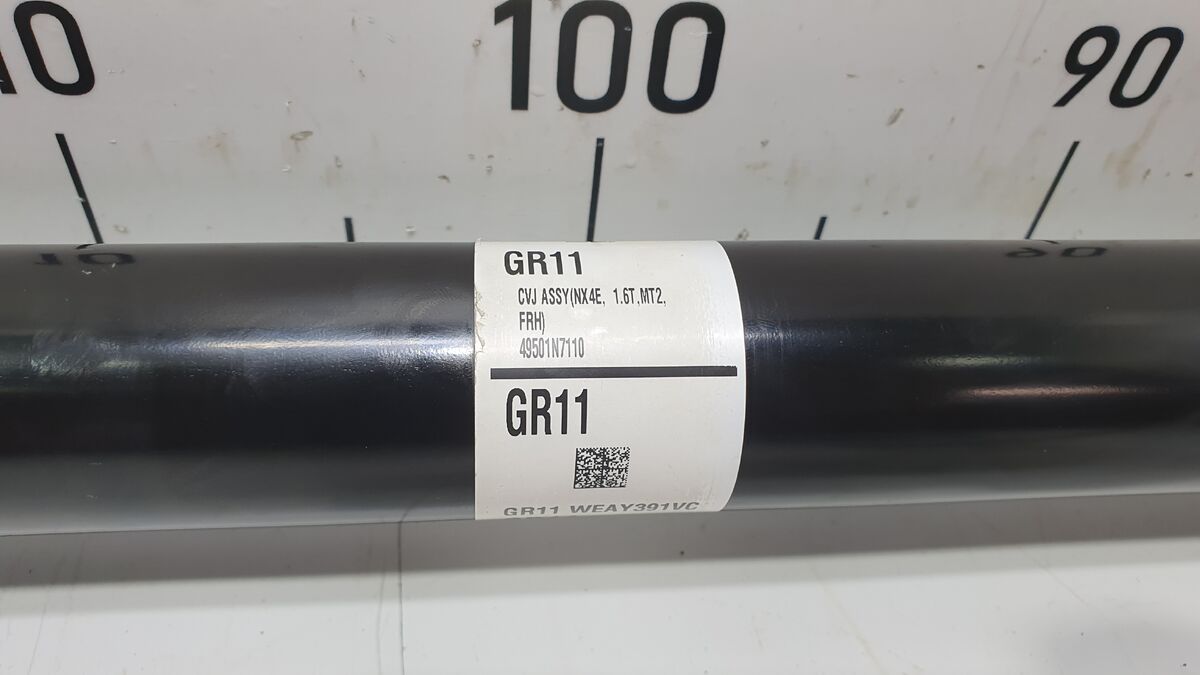 100
90
GR11
CVJ ASSY(NX4E, 1.6T,MT2,
FRH)
49501N7110
GR11
GR11 WEAY391VC